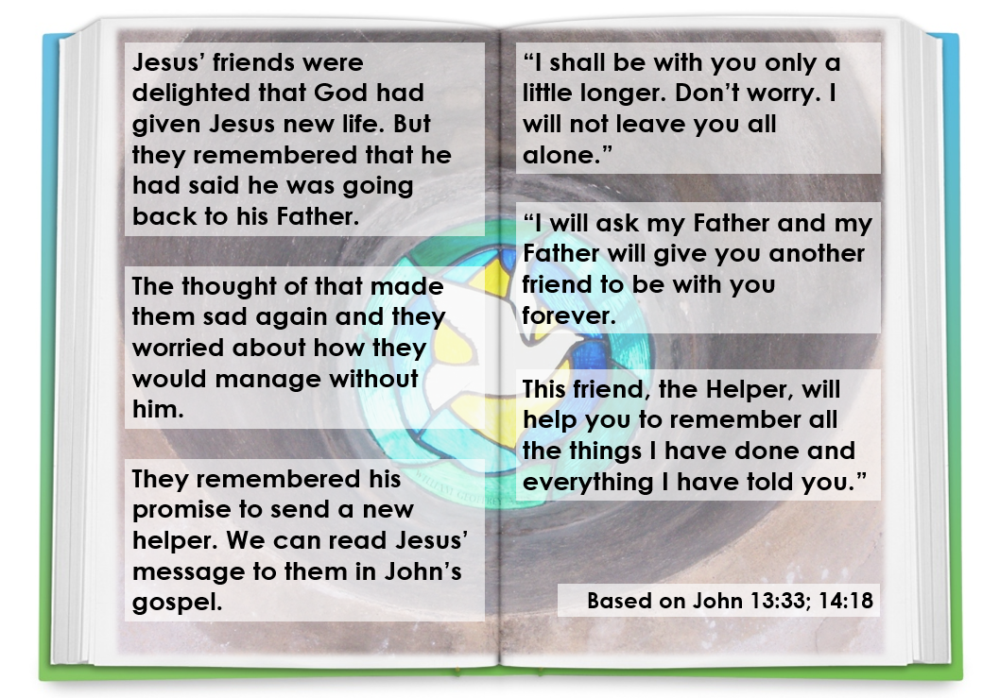 Jesus’ friends were
delighted that God had
given Jesus new life. But
they remembered that he
had said he was going
back to his Father.
The thought of that made
them sad again and they
worried about how they
would manage without
him.
They remembered his
promise to send a new
helper. We can read Jesus’
message to them in John’s
gospel.
“I shall be with you only a
little longer. Don’t worry. I
will not leave you all
alone.”
“I will ask my Father and my
Father will give you another
friend to be with you
forever.
This friend, the Helper, will
help you to remember all
the things I have done and
everything I have told you.”
Based on John 13:33; 14:18